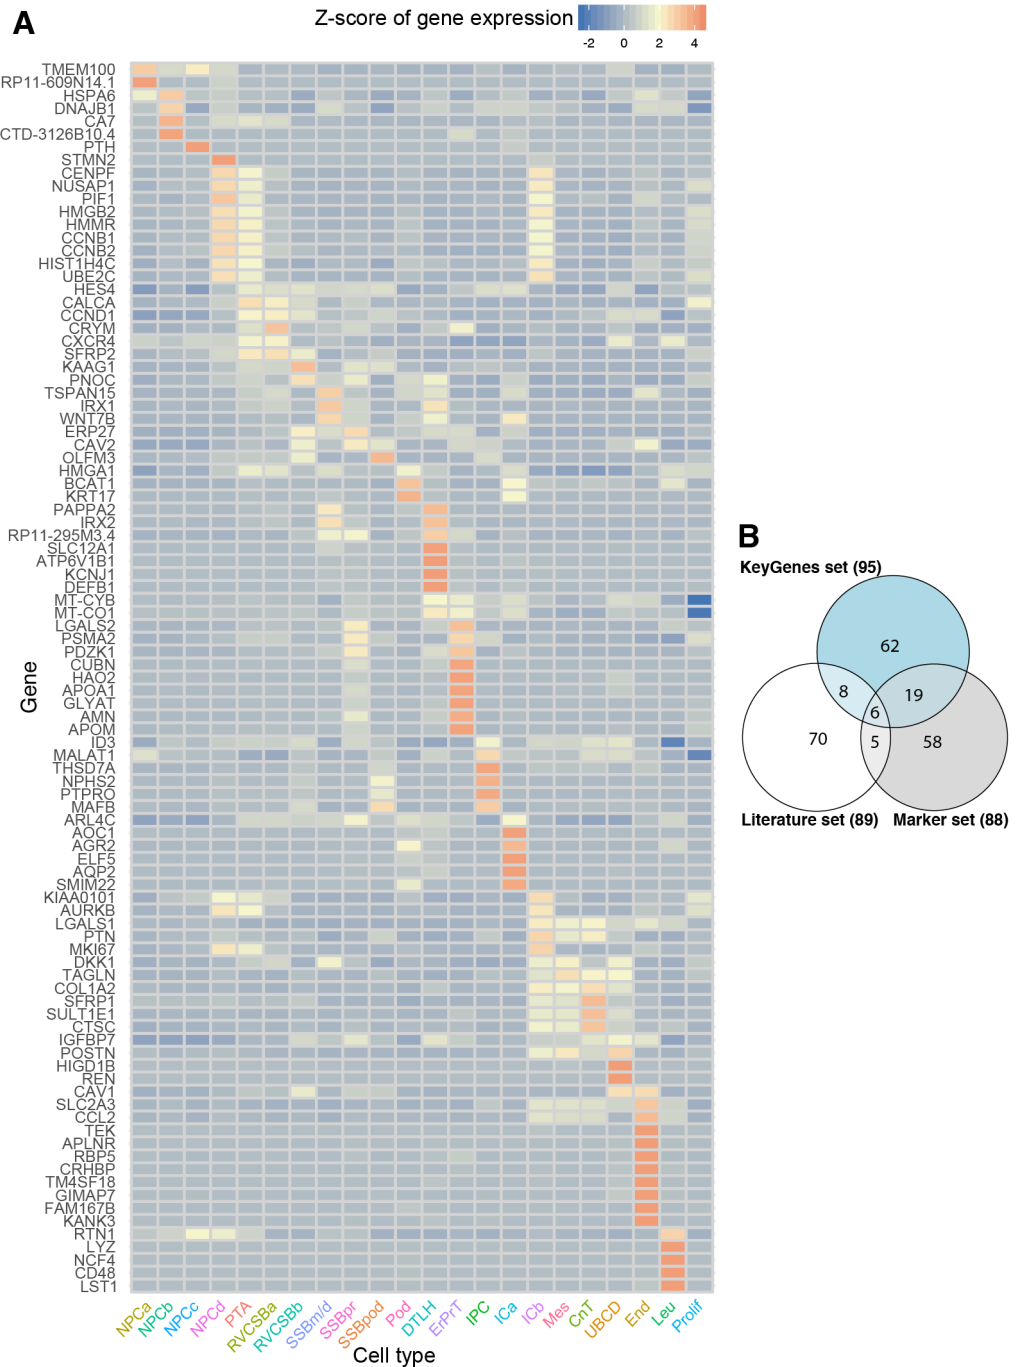 A
Z-score of gene expression
-2 0 2 4
TMEM100
RP11-609N14.1
HSPA6
DNAJB1
CA7
CTD-3126B10.4
PTH
STMN2
CENPF
NUSAP1
PIF1
HMGB2
HMMR
CCNB1
CCNB2
HIST1H4C
UBE2C
HES4
CALCA
CCND1
CRYM
CXCR4
SFRP2
KAAG1
PNOC
TSPAN15
IRX1
WNT7B
ERP27
CAV2
OLFM3
HMGA1
BCAT1
KRT17
PAPPA2
IRX2
RP11-295M3.4
SLC12A1
ATP6V1B1
KCNJ1
DEFB1
MT-CYB
MT-CO1
LGALS2
PSMA2
PDZK1
CUBN
HAO2
APOA1
GLYAT
AMN
APOM
ID3
MALAT1
THSD7A
NPHS2
PTPRO
MAFB
ARL4C
AOC1
AGR2
ELF5
AQP2
SMIM22
KIAA0101
AURKB
LGALS1
PTN
MKI67
DKK1
TAGLN
COL1A2
SFRP1
SULT1E1
CTSC
IGFBP7
POSTN
HIGD1B
REN
CAV1
SLC2A3
CCL2
TEK
APLNR
RBP5
CRHBP
TM4SF18
GIMAP7
FAM167B
KANK3
RTN1
LYZ
NCF4
CD48
LST1
Gene
NPCa NPCb NPCc NPCd PTA RVCSBa RVCSBb SSBm/d SSBpr SSBpod Pod DTLH ErPrT IPC ICa ICb Mes CnT UBCD End Leu Prolif
Cell type
B
KeyGenes set (95)
62
8 19
6
70 5 58
Literature set (89) Marker set (88)